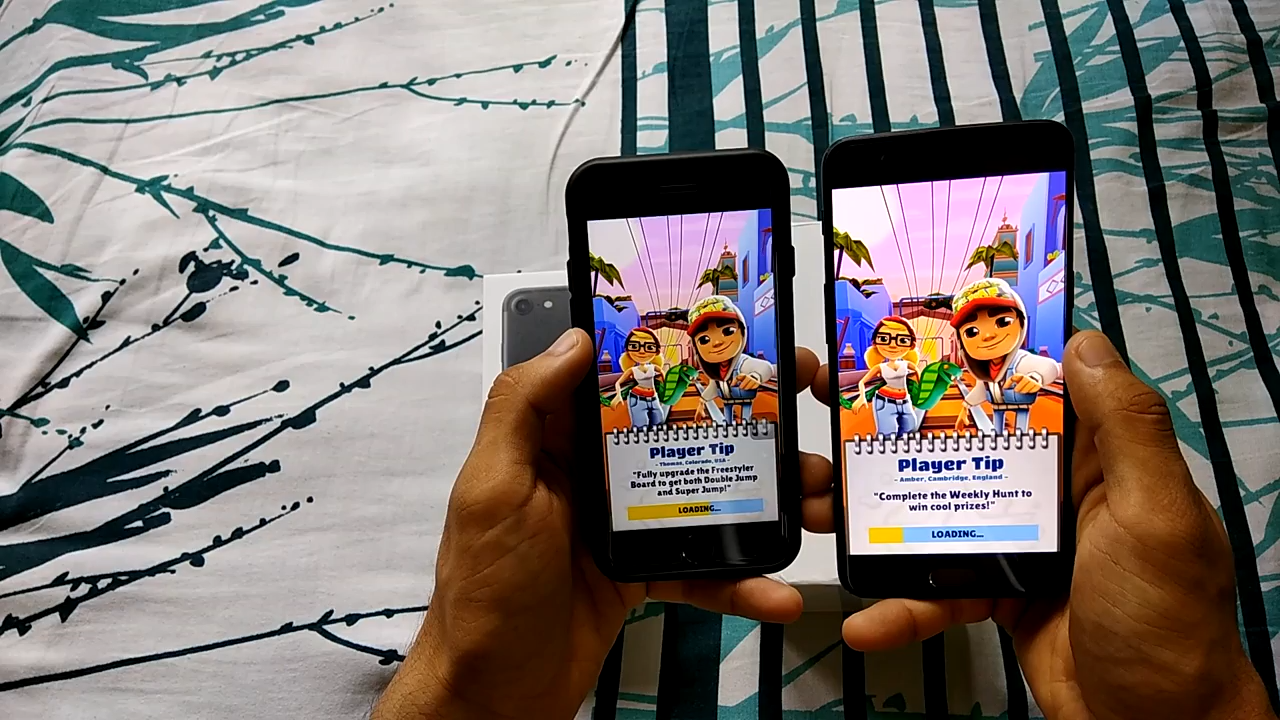 Player Tip
- Thomas, Colorado, USA -
"Fully upgrade the Freestyler
Board to get both Double Jump
and Super Jump!"
LOADING...
Player Tip
- Amber, Cambridge, England -
"Complete the Weekly Hunt to
win cool prizes!"
LOADING...